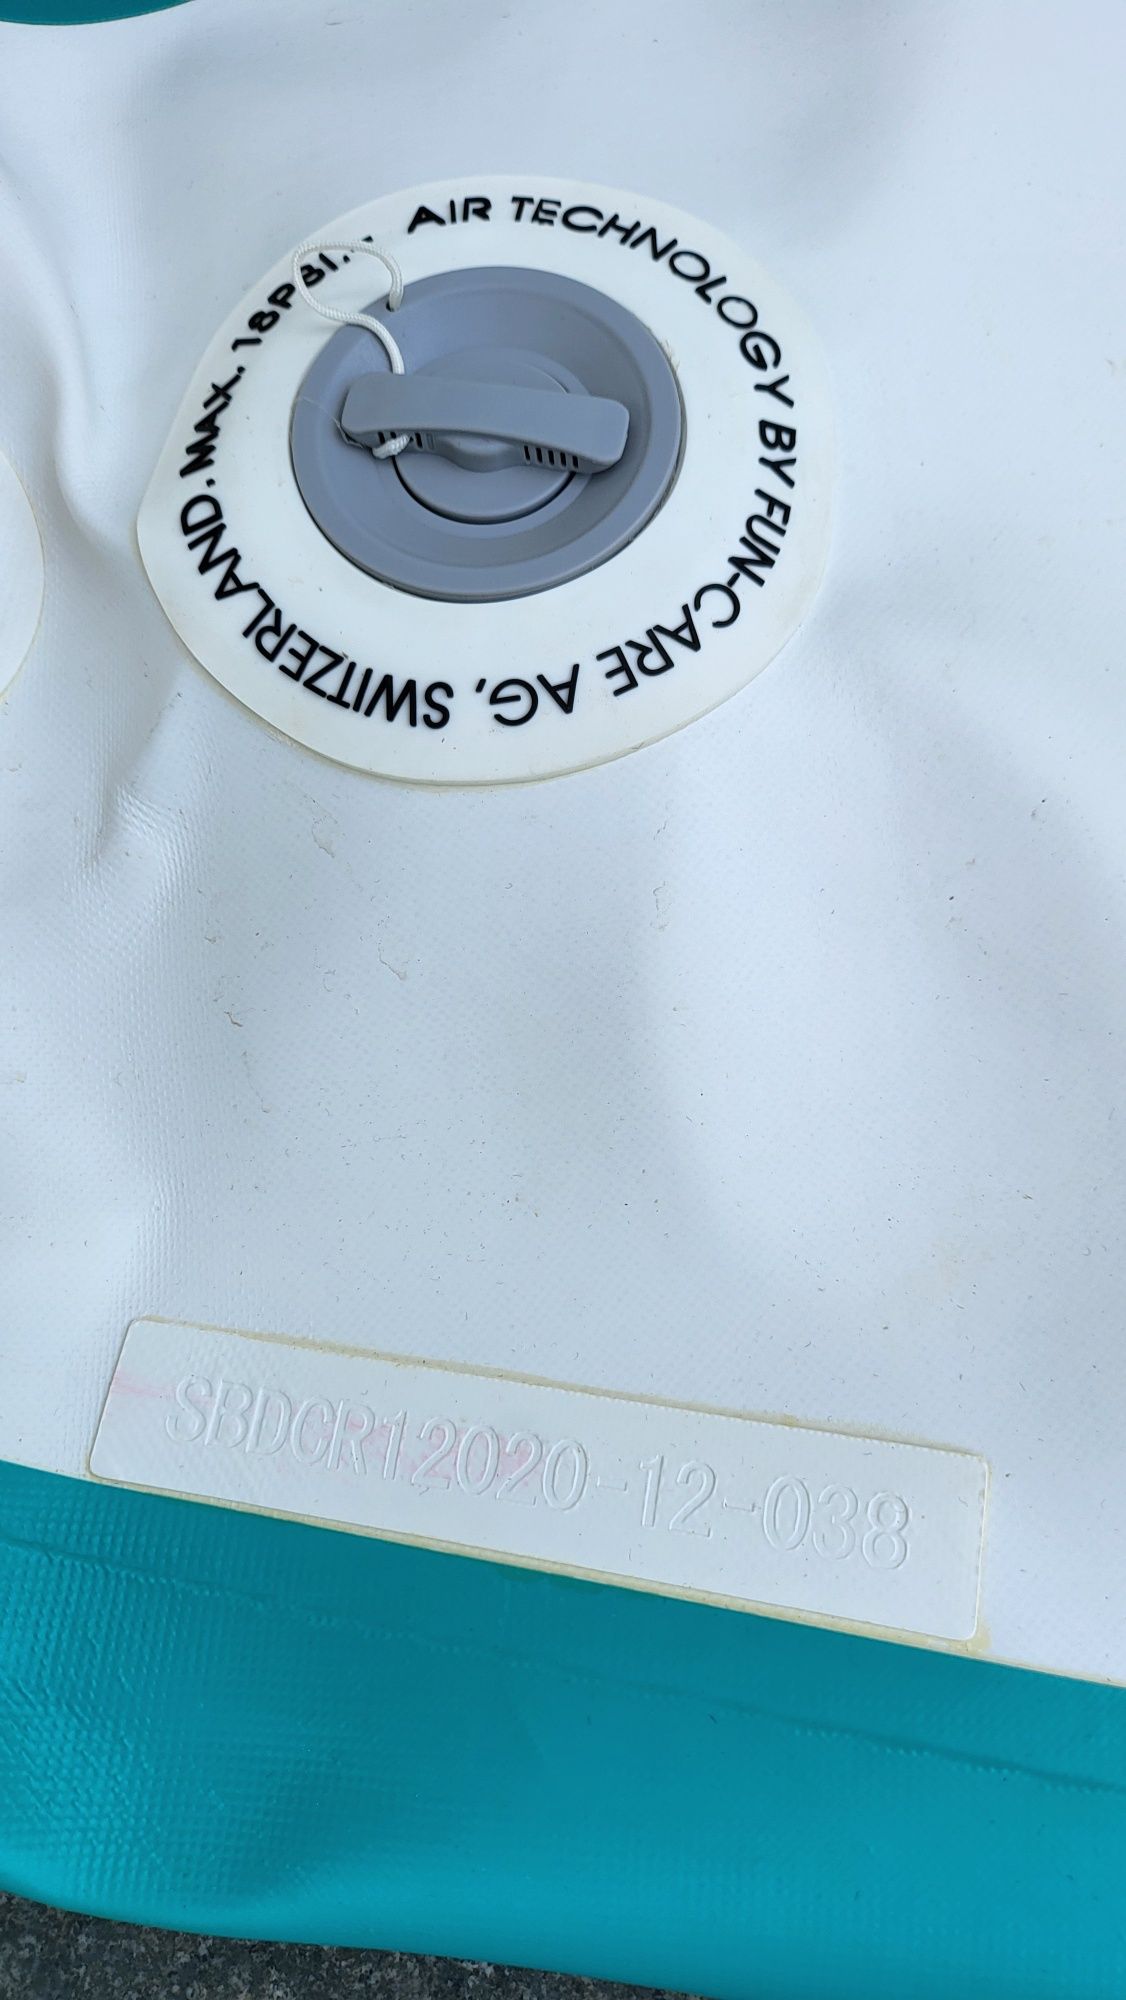 AIR TECHNOLOGY BY FUN-CARE AG, SWITZERLAND. MAX. 18PSI.
SBDCR12020-12-038